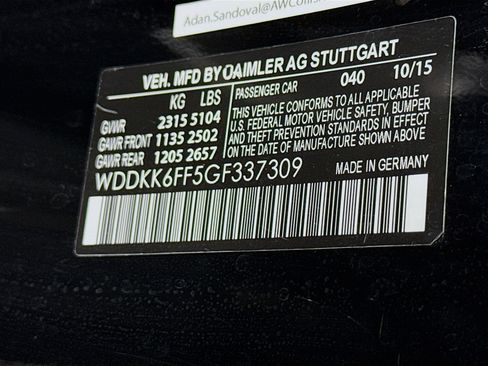 Adan.Sandoval@AWCollis
VEH. MFD BY DAIMLER AG STUTTGART
KG LBS
GVWR 2315 5104
GAWR FRONT 1135 2502
GAWR REAR 1205 2657
PASSENGER CAR 040 10/15
THIS VEHICLE CONFORMS TO ALL APPLICABLE
U.S. FEDERAL MOTOR VEHICLE SAFETY, BUMPER
AND THEFT PREVENTION STANDARDS IN EFFECT
ON THE DATE OF MANUFACTURE SHOWN ABOVE
WDDKK6FF5GF337309
MADE IN GERMANY